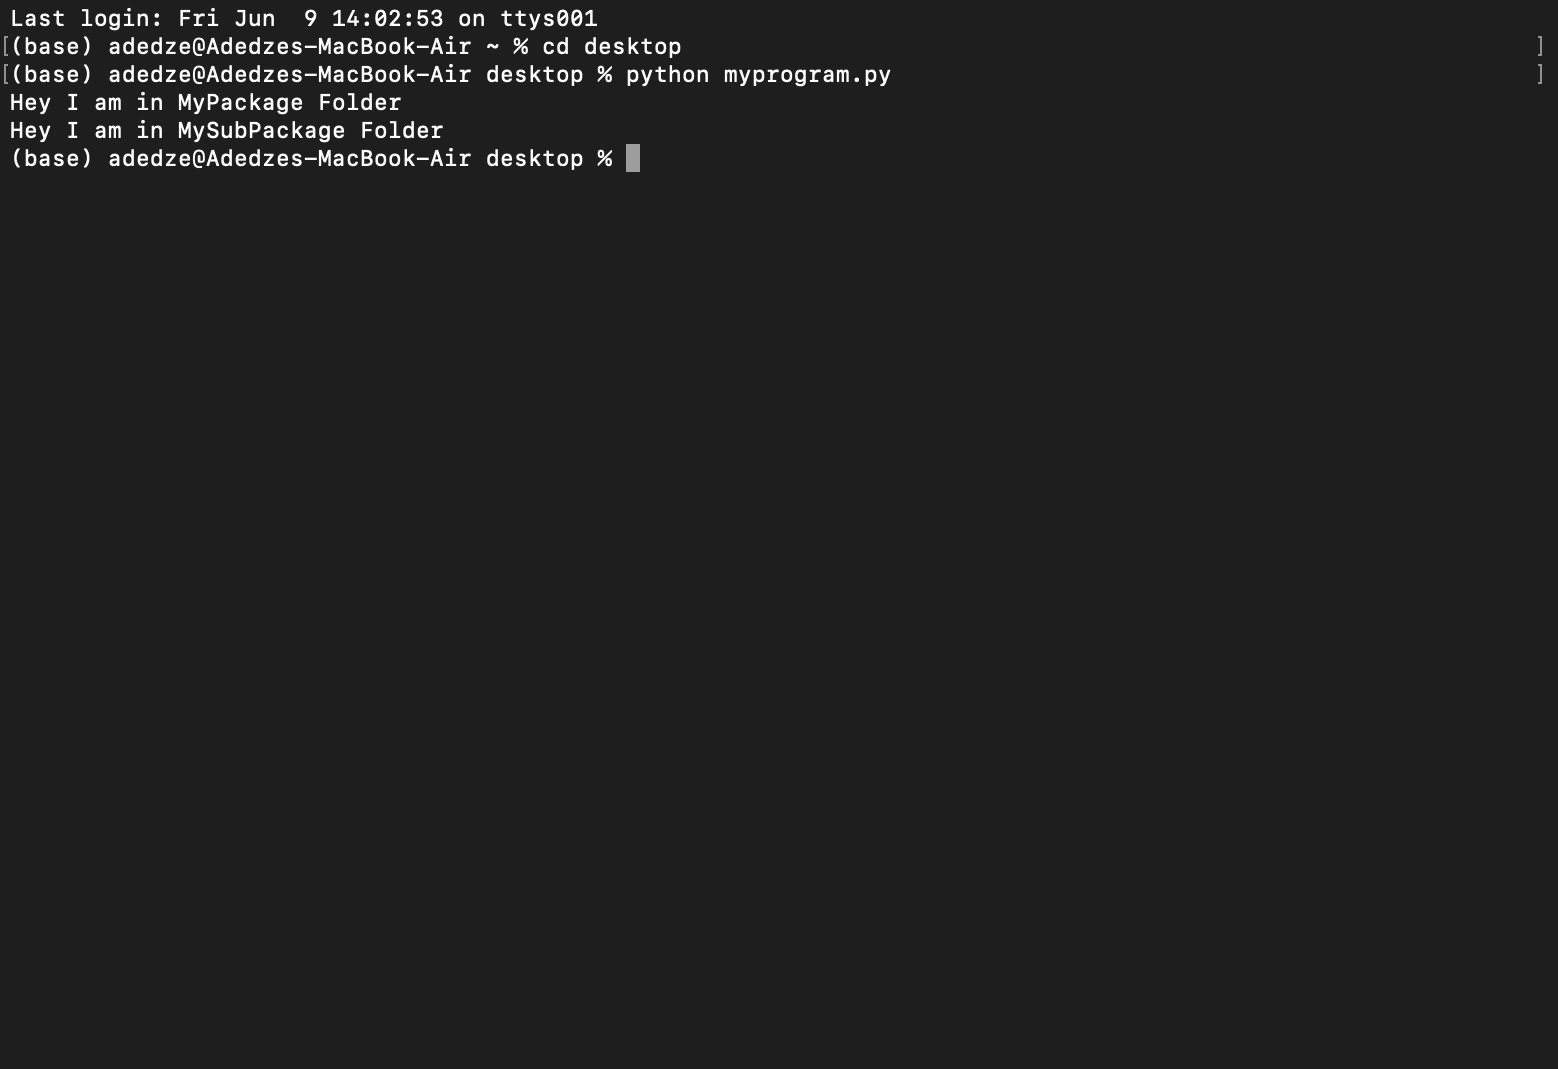 Last login: Fri Jun  9 14:02:53 on ttys001
[(base) adedze@Adedzes-MacBook-Air ~ % cd desktop ]
[(base) adedze@Adedzes-MacBook-Air desktop % python myprogram.py ]
Hey I am in MyPackage Folder
Hey I am in MySubPackage Folder
(base) adedze@Adedzes-MacBook-Air desktop %